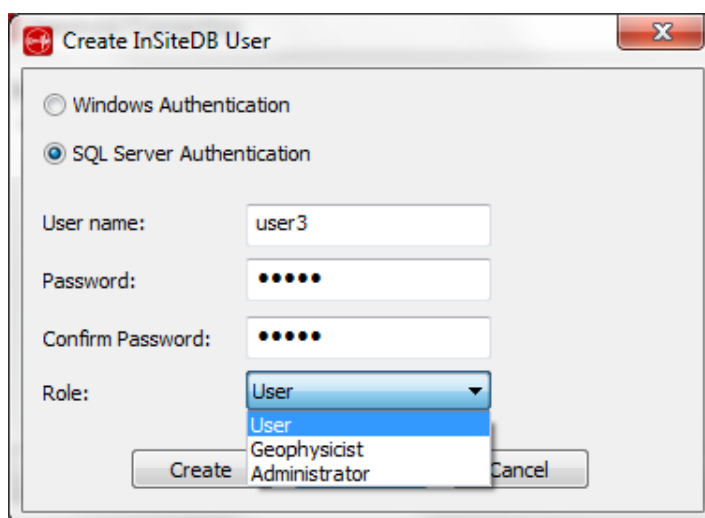 Create InSiteDB User
Windows Authentication
SQL Server Authentication
User name: user3
Password: •••••
Confirm Password: •••••
Role: User
User
Geophysicist
Administrator
Create Cancel